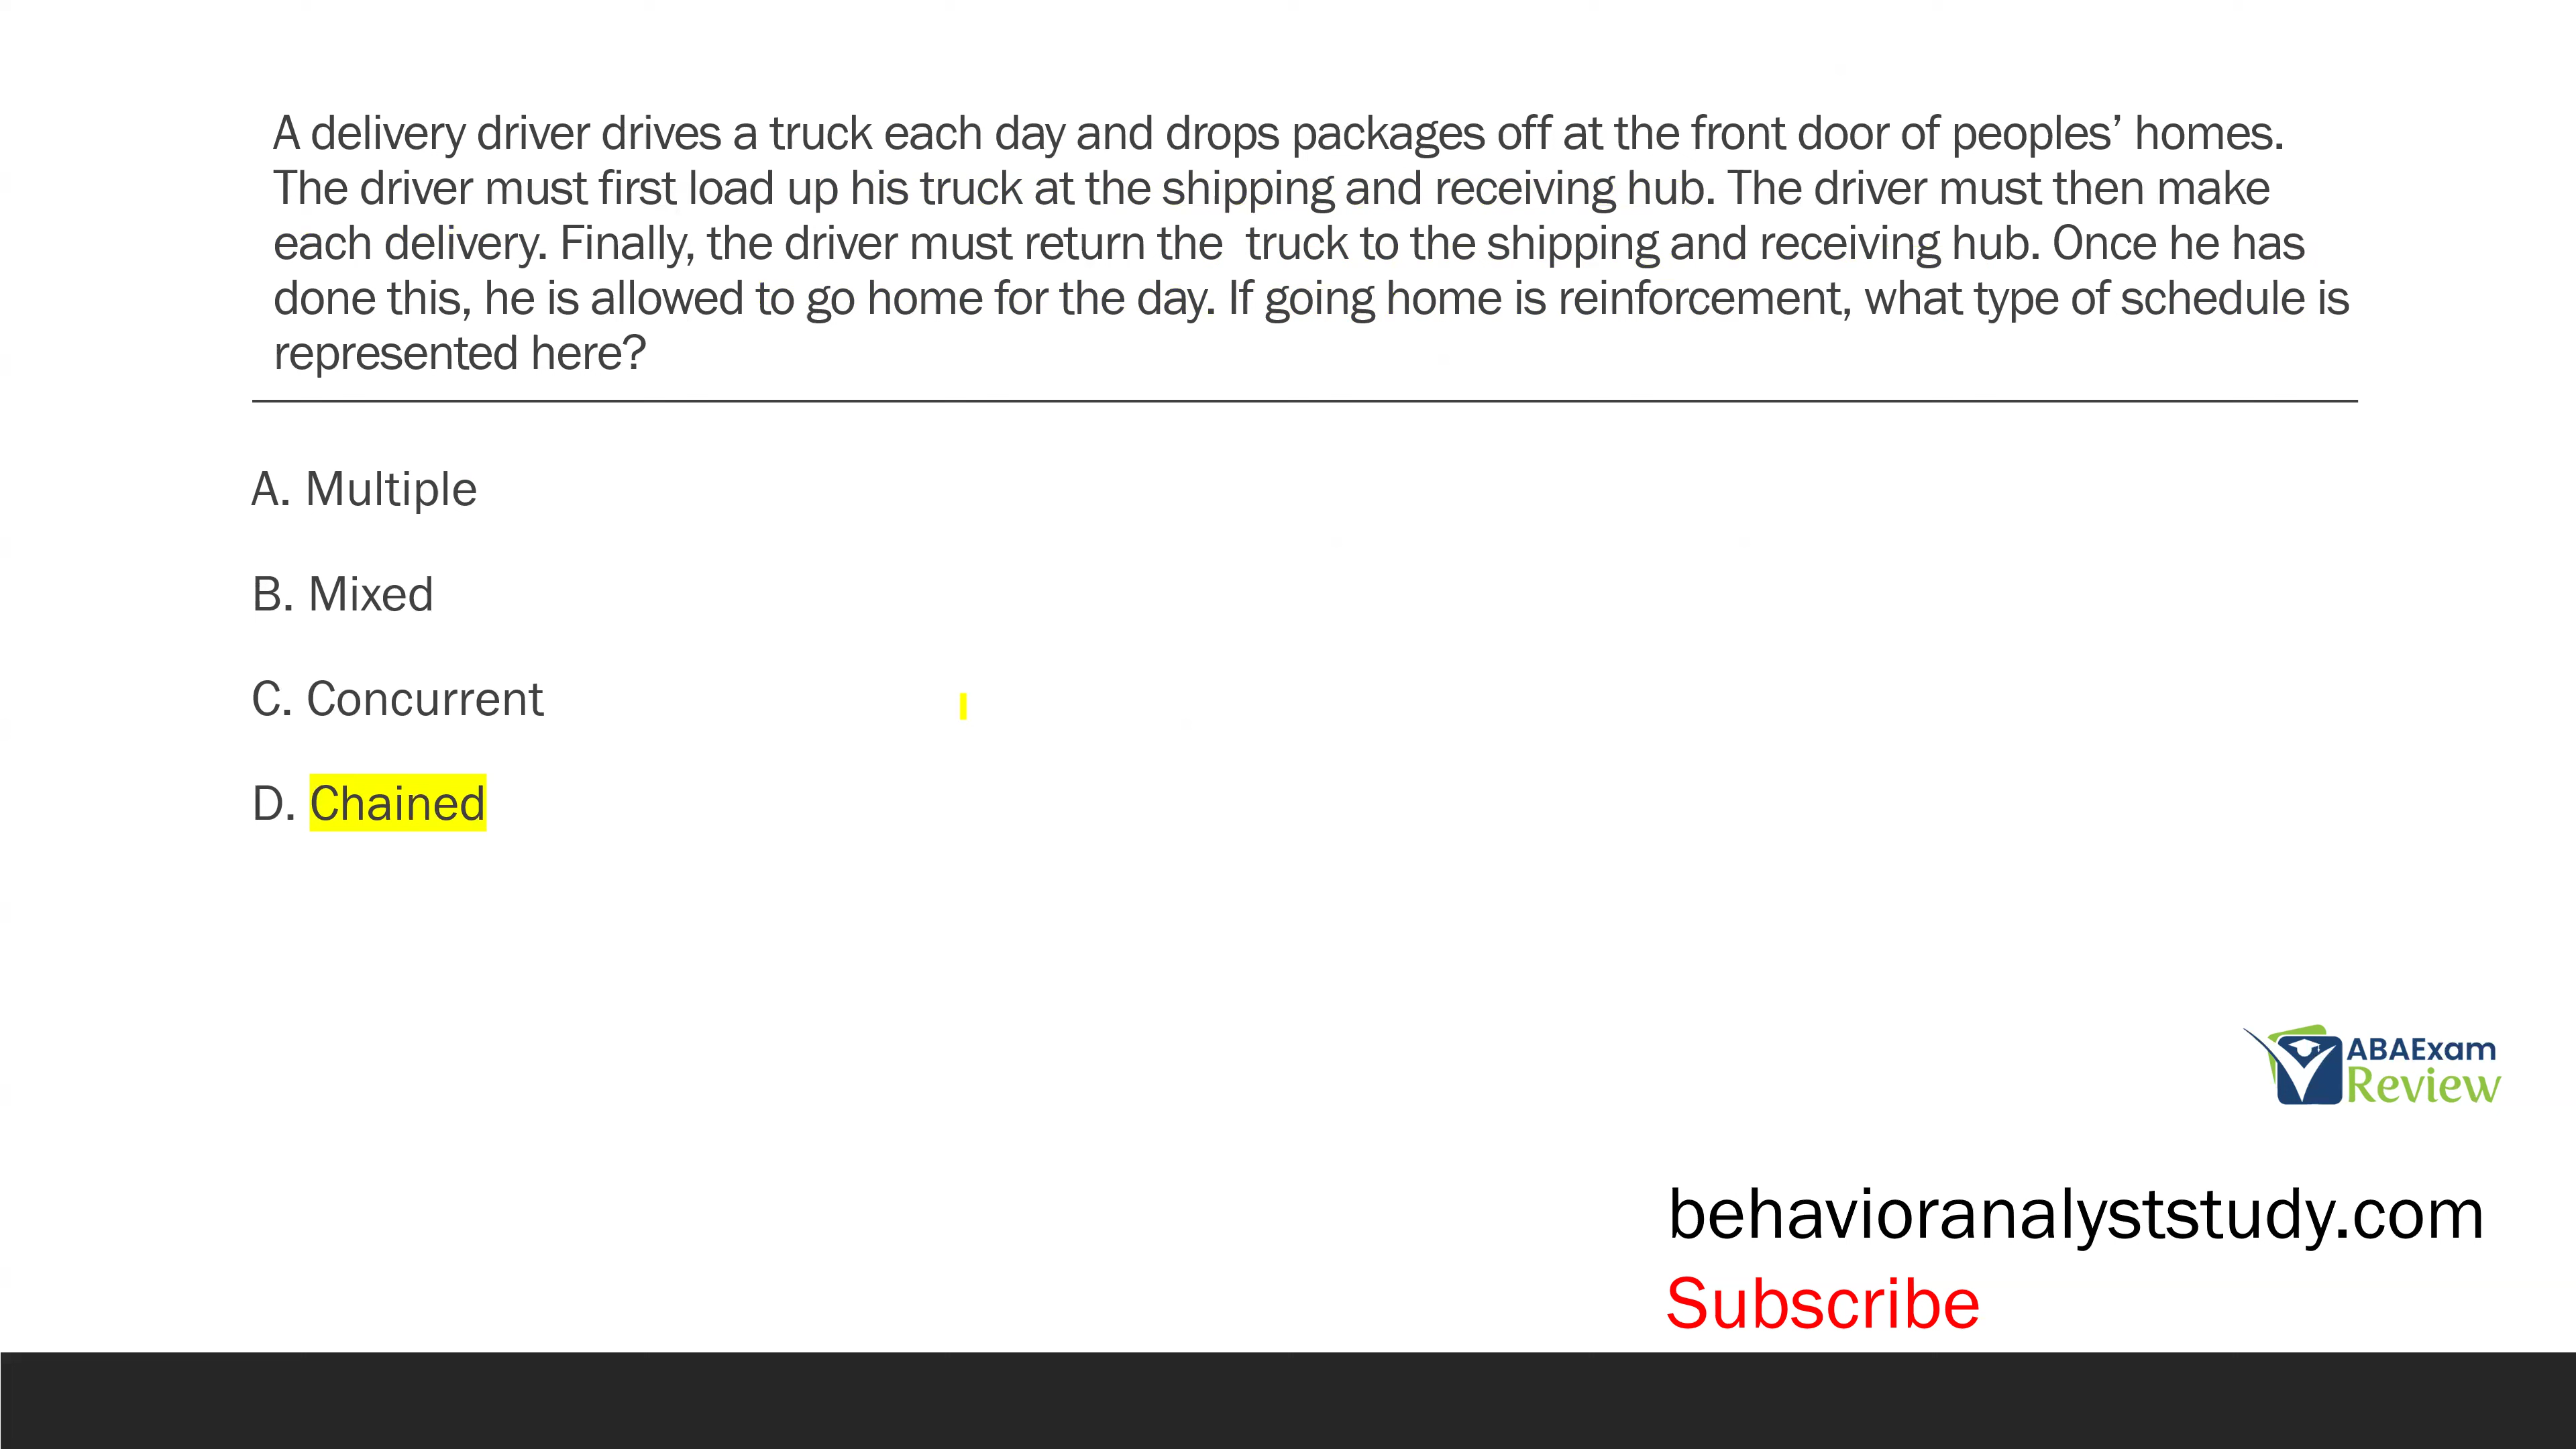 A delivery driver drives a truck each day and drops packages off at the front door of peoples’ homes.
The driver must first load up his truck at the shipping and receiving hub. The driver must then make
each delivery. Finally, the driver must return the  truck to the shipping and receiving hub. Once he has
done this, he is allowed to go home for the day. If going home is reinforcement, what type of schedule is
represented here?
A. Multiple
B. Mixed
C. Concurrent
D. Chained
ABAExam
Review
behavioranalyststudy.com
Subscribe